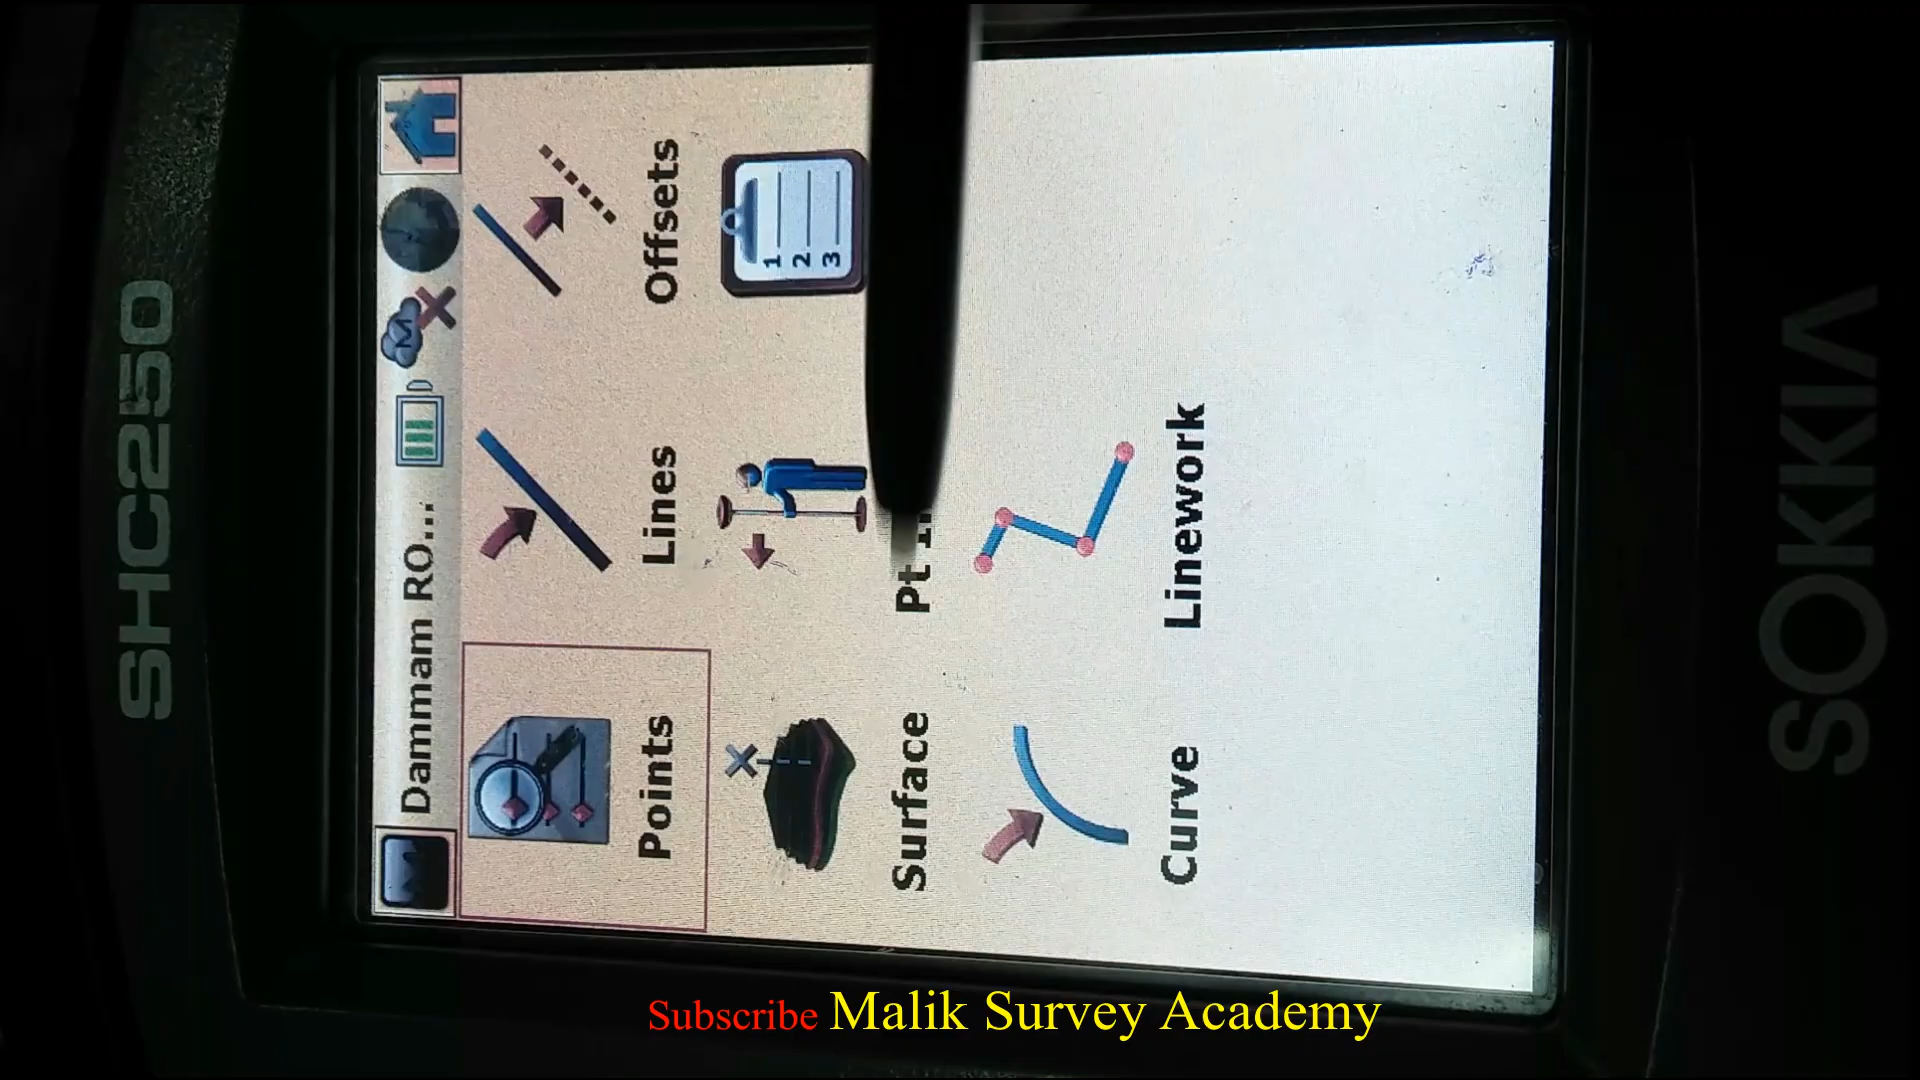 SHC250
Dammam RO...
Points
Lines
Offsets
1
2
3
Surface
Pt
Curve
Linework
SOKKIA
Subscribe Malik Survey Academy